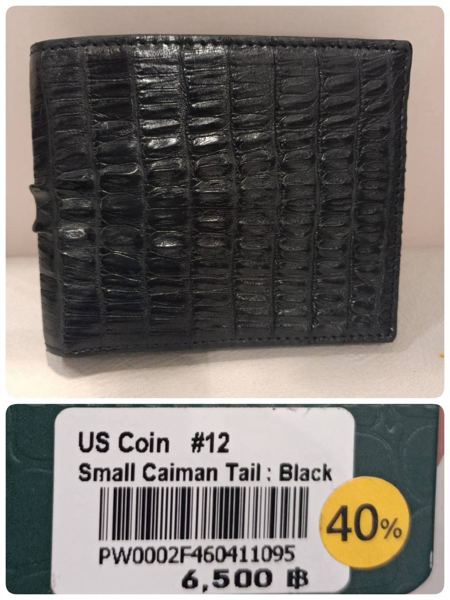 US Coin #12
Small Caiman Tail : Black
40%
PW0002F460411095
6,500 ฿